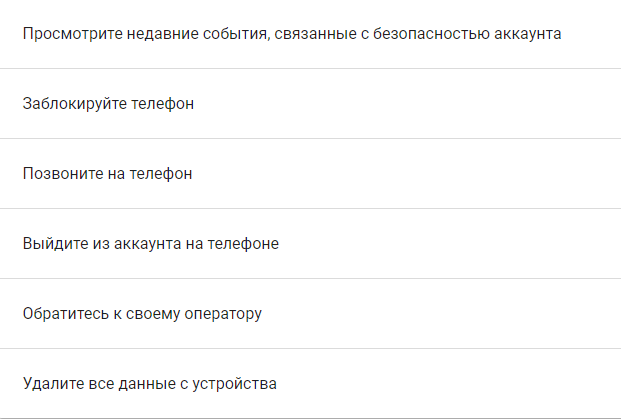 Просмотрите недавние события, связанные с безопасностью аккаунта
Заблокируйте телефон
Позвоните на телефон
Выйдите из аккаунта на телефоне
Обратитесь к своему оператору
Удалите все данные с устройства